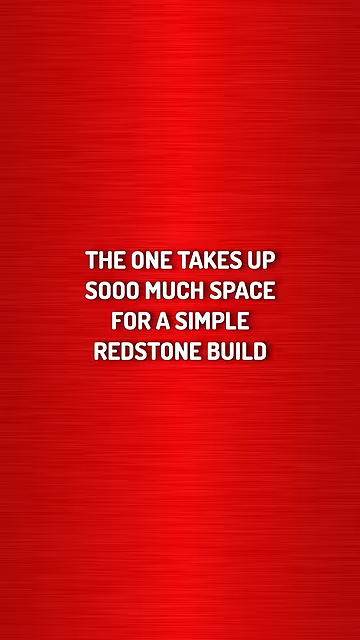 THE ONE TAKES UP
SOOO MUCH SPACE
FOR A SIMPLE
REDSTONE BUILD